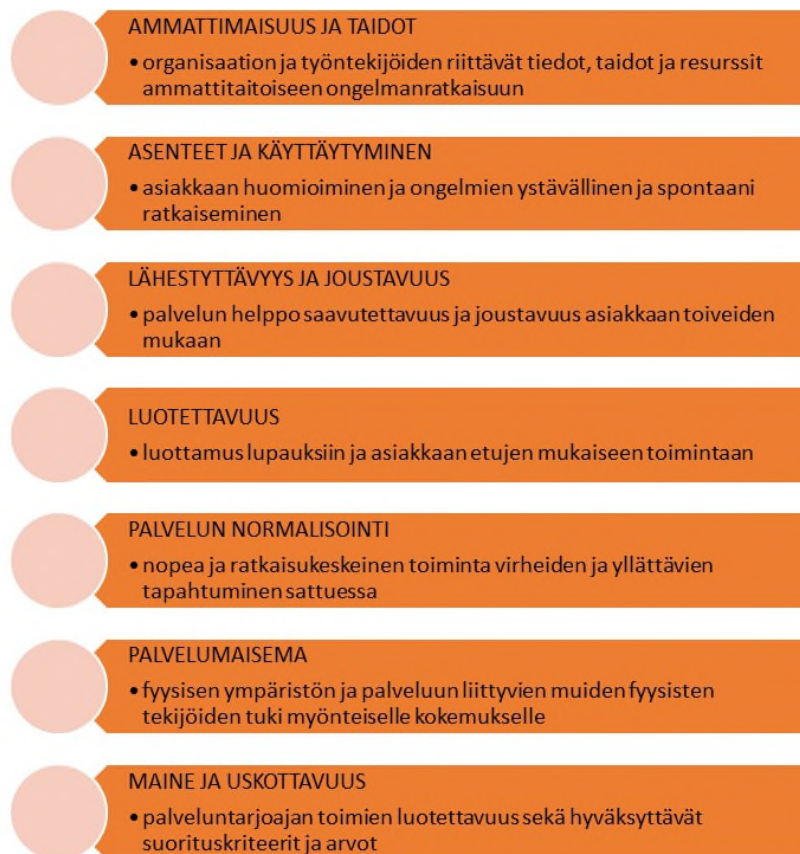 AMMATTIMAISUUS JA TAIDOT
• organisaation ja työntekijöiden riittävät tiedot, taidot ja resurssit
ammattitaitoiseen ongelmanratkaisuun
ASENTEET JA KÄYTTÄYTYMINEN
• asiakkaan huomioiminen ja ongelmien ystävällinen ja spontaani
ratkaiseminen
LÄHESTYTTÄVYYS JA JOUSTAVUUS
• palvelun helppo saavutettavuus ja joustavuus asiakkaan toiveiden
mukaan
LUOTETTAVUUS
• luottamus lupauksiin ja asiakkaan etujen mukaiseen toimintaan
PALVELUN NORMALISOINTI
• nopea ja ratkaisukeskeinen toiminta virheiden ja yllättävien
tapahtuminen sattuessa
PALVELUMAISEMA
• fyysisen ympäristön ja palveluun liittyvien muiden fyysisten
tekijöiden tuki myönteiselle kokemukselle
MAINE JA USKOTTAVUUS
• palveluntarjoajan toimien luotettavuus sekä hyväksyttävät
suorituskriteerit ja arvot